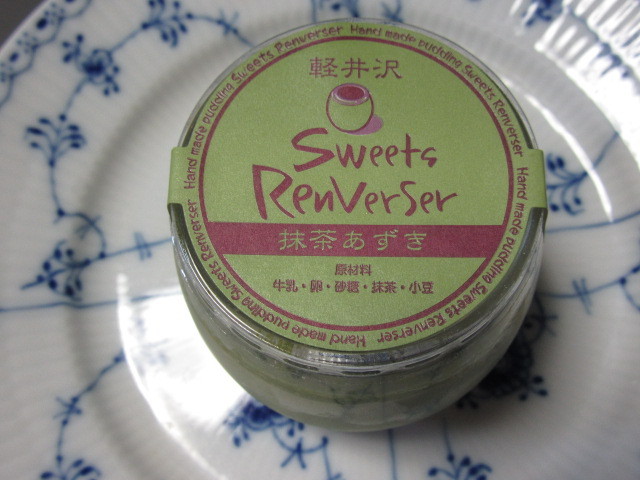 軽井沢
Sweets
Renverser
抹茶あずき
原材料
牛乳・卵・砂糖・抹茶・小豆
Hand made pudding Sweets Renverser Hand made pudding Sweets Renverser Hand made pudding Sweets Renverser Hand made pudding Sweets Renverser